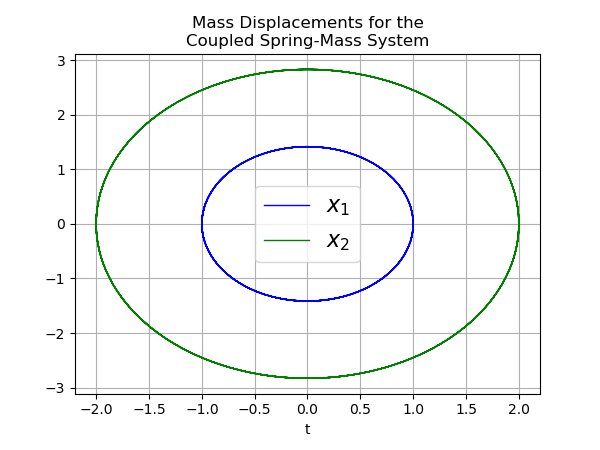 Mass Displacements for the
Coupled Spring-Mass System
3
2
1
0
−1
−2
−3
x₁
x₂
−2.0 −1.5 −1.0 −0.5 0.0 0.5 1.0 1.5 2.0
t